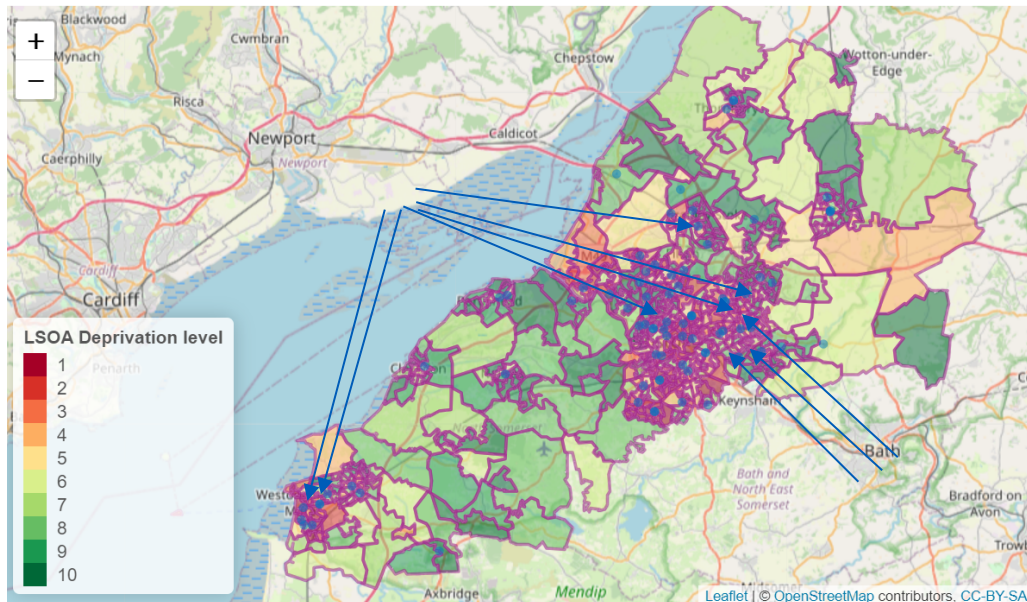 Blackwood
Cwmbran
Chepstow
Wotton-under-
Edge
+
−
Mynach
Risca
Newport
Caldicot
Newport
Caerphilly
Cardiff
Cardiff
LSOA Deprivation level
1
2
3
4
5
6
7
8
9
10
Penarth
Keynsham
North Somerset
Bath
Bath and
North East
Somerset
Bradford on
Avon
Axbridge
Mendip
Leaflet | © OpenStreetMap contributors, CC-BY-SA